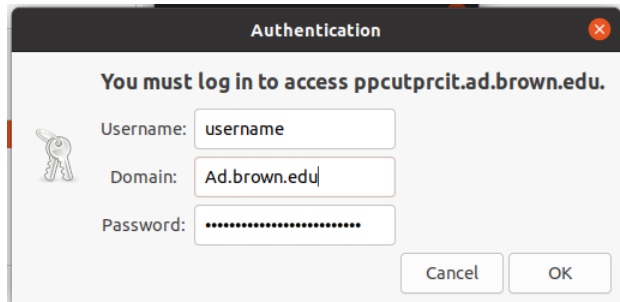 Authentication
You must log in to access ppcutprcit.ad.brown.edu.
Username: username
Domain: Ad.brown.edu
Password: ••••••••••••••••••••••••••
Cancel OK